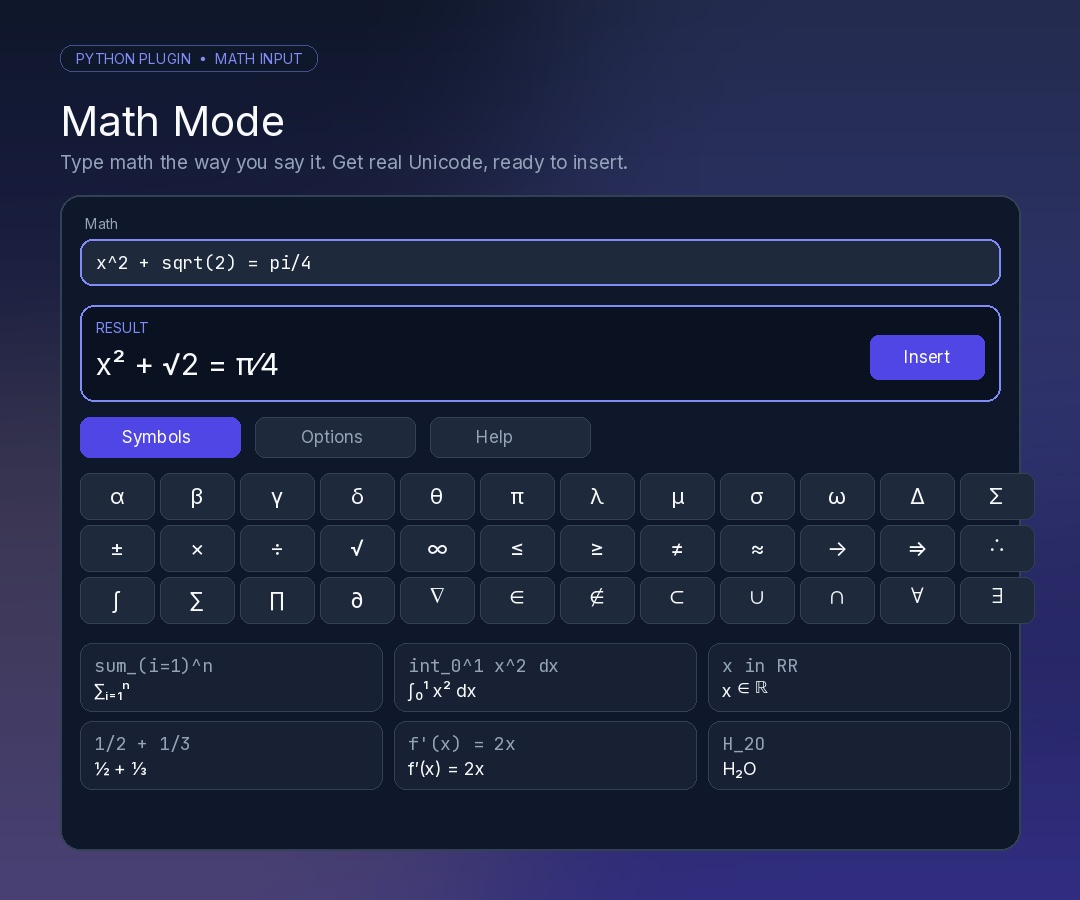 PYTHON PLUGIN • MATH INPUT
Math Mode
Type math the way you say it. Get real Unicode, ready to insert.
Math
x^2 + sqrt(2) = pi/4
RESULT
x² + √2 = π⁄4
Insert
Symbols Options Help
α β γ δ θ π λ μ σ ω Δ Σ
± × ÷ √ ∞ ≤ ≥ ≠ ≈ → ⇒ ∴
∫ ∑ ∏ ∂ ∇ ∈ ∉ ⊂ ∪ ∩ ∀ ∃
sum_(i=1)^n int_0^1 x^2 dx x in RR
∑ᵢ₌₁ⁿ ∫₀¹ x² dx x ∈ ℝ
1/2 + 1/3 f'(x) = 2x H_2O
½ + ⅓ f′(x) = 2x H₂O